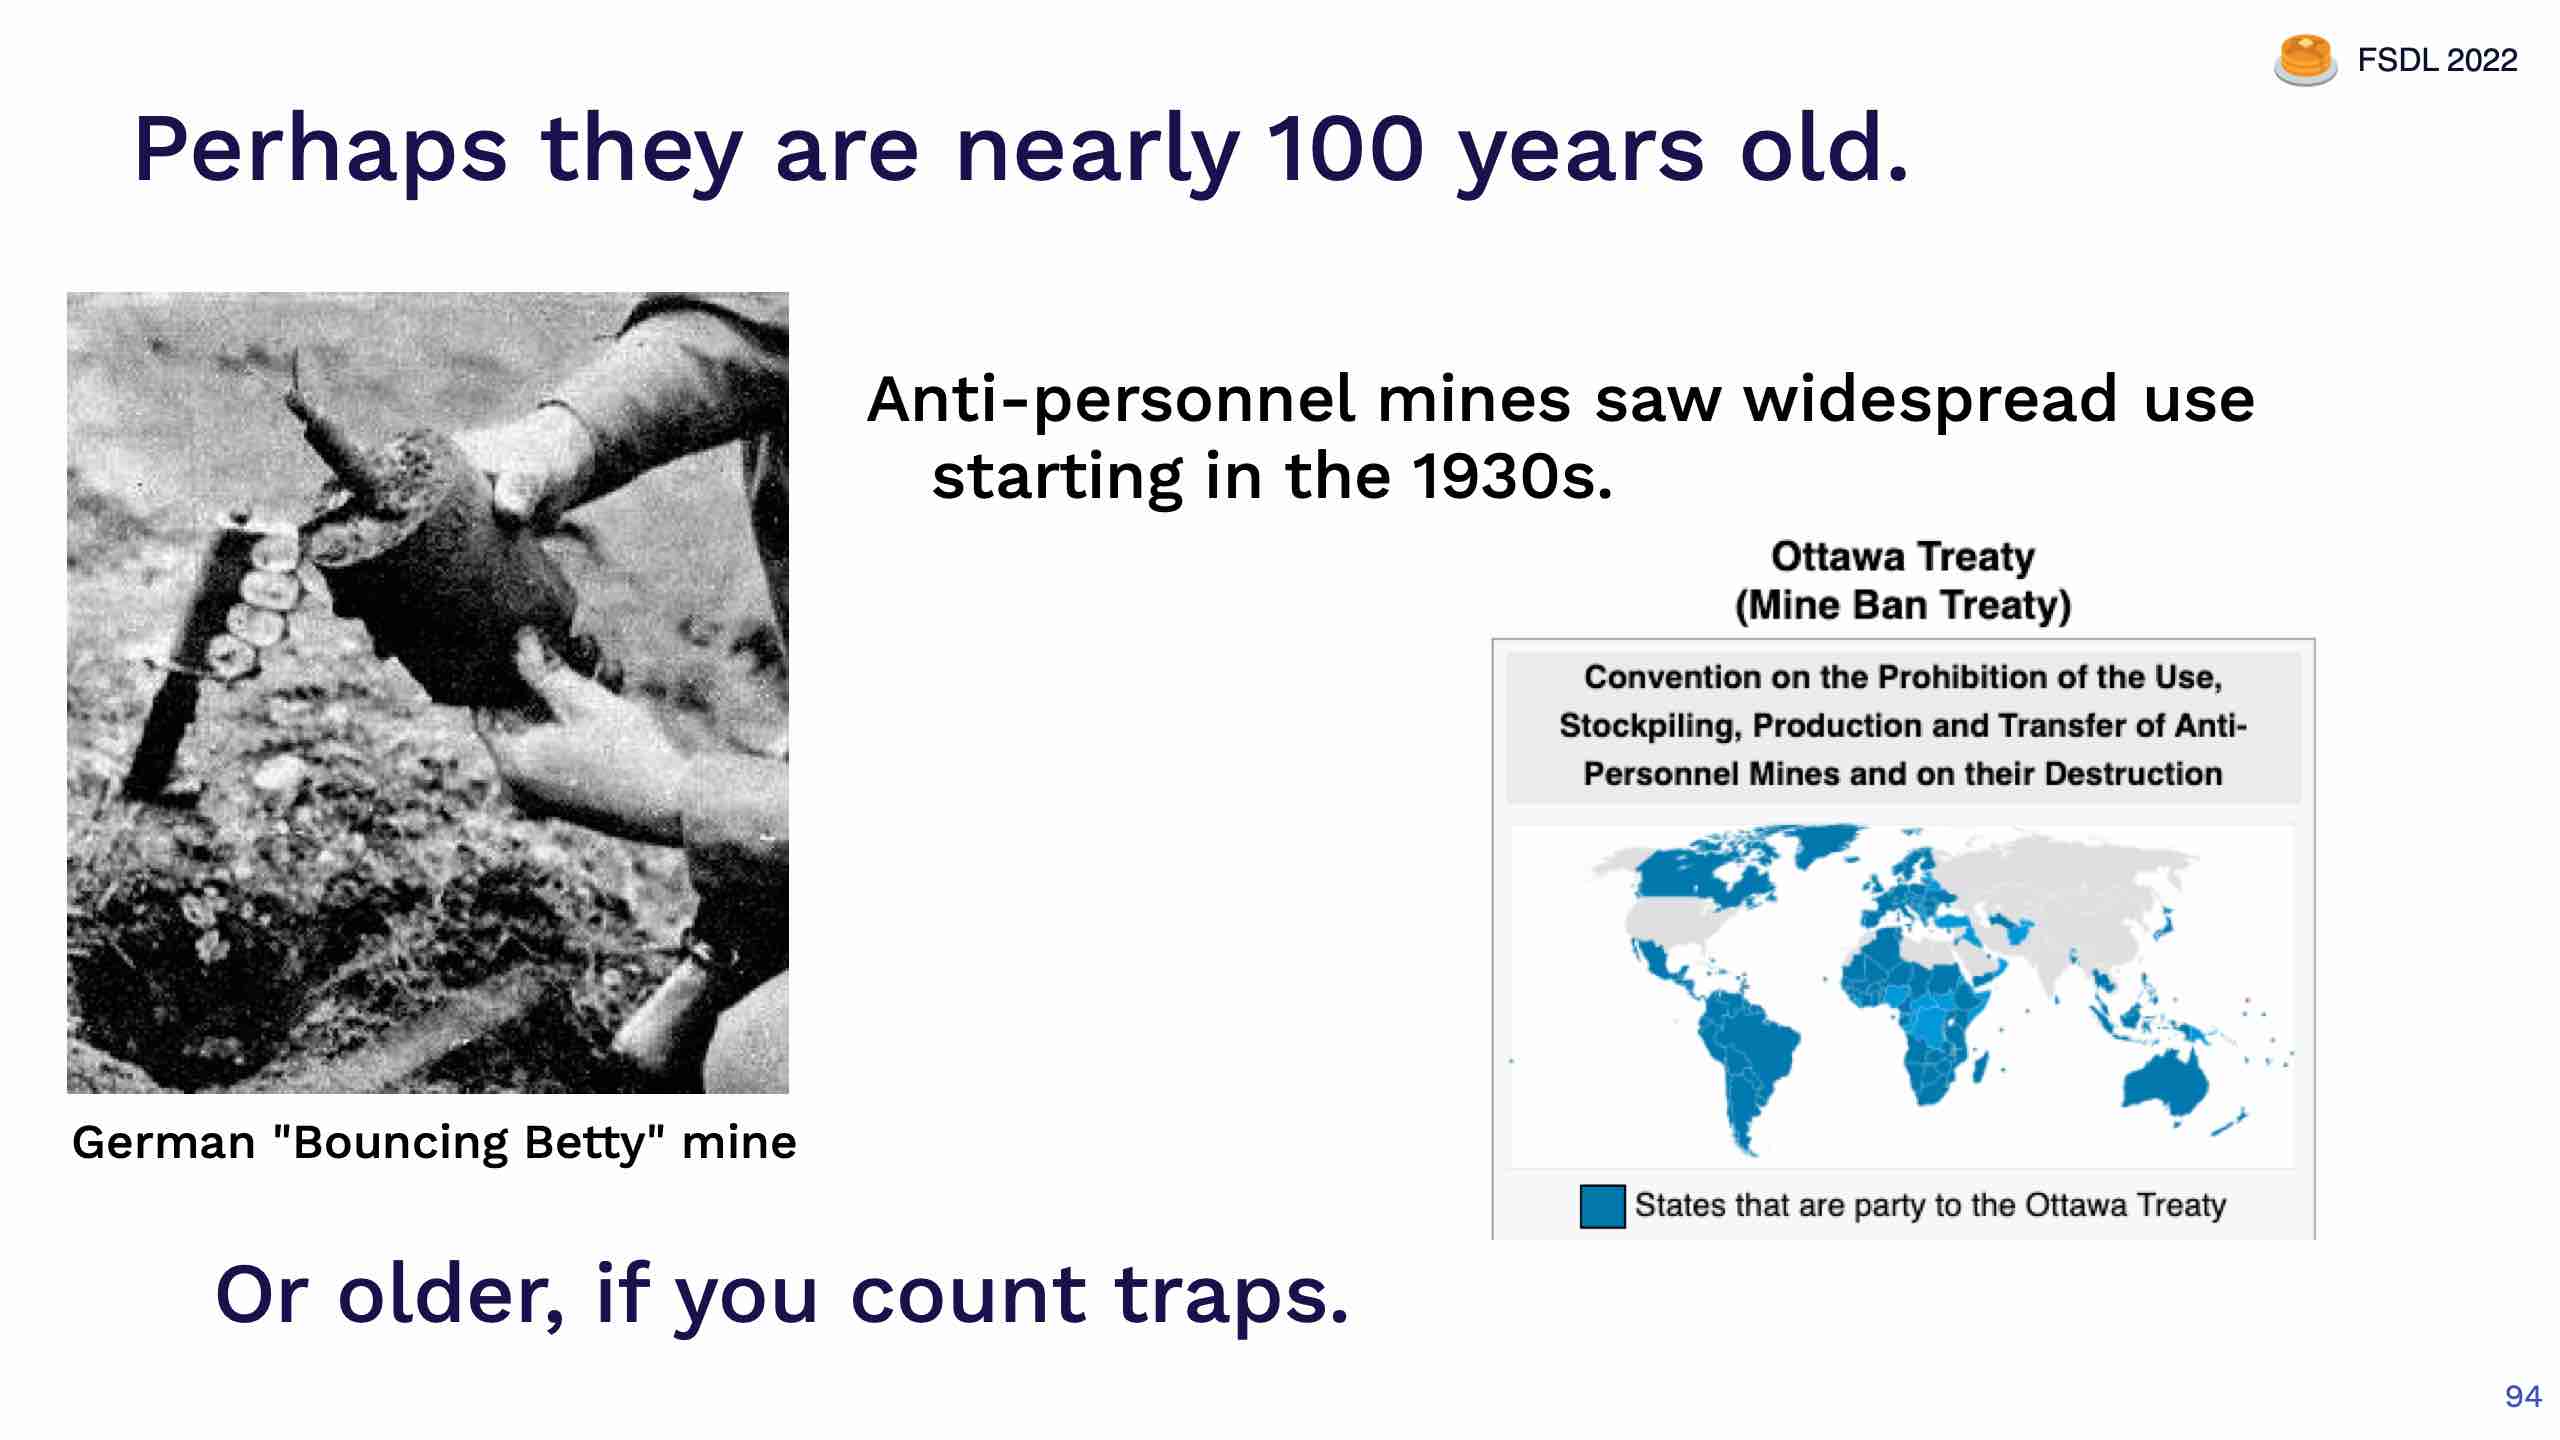 FSDL 2022
Perhaps they are nearly 100 years old.
Anti-personnel mines saw widespread use
starting in the 1930s.
Ottawa Treaty
(Mine Ban Treaty)
Convention on the Prohibition of the Use,
Stockpiling, Production and Transfer of Anti-
Personnel Mines and on their Destruction
States that are party to the Ottawa Treaty
German "Bouncing Betty" mine
Or older, if you count traps.
94